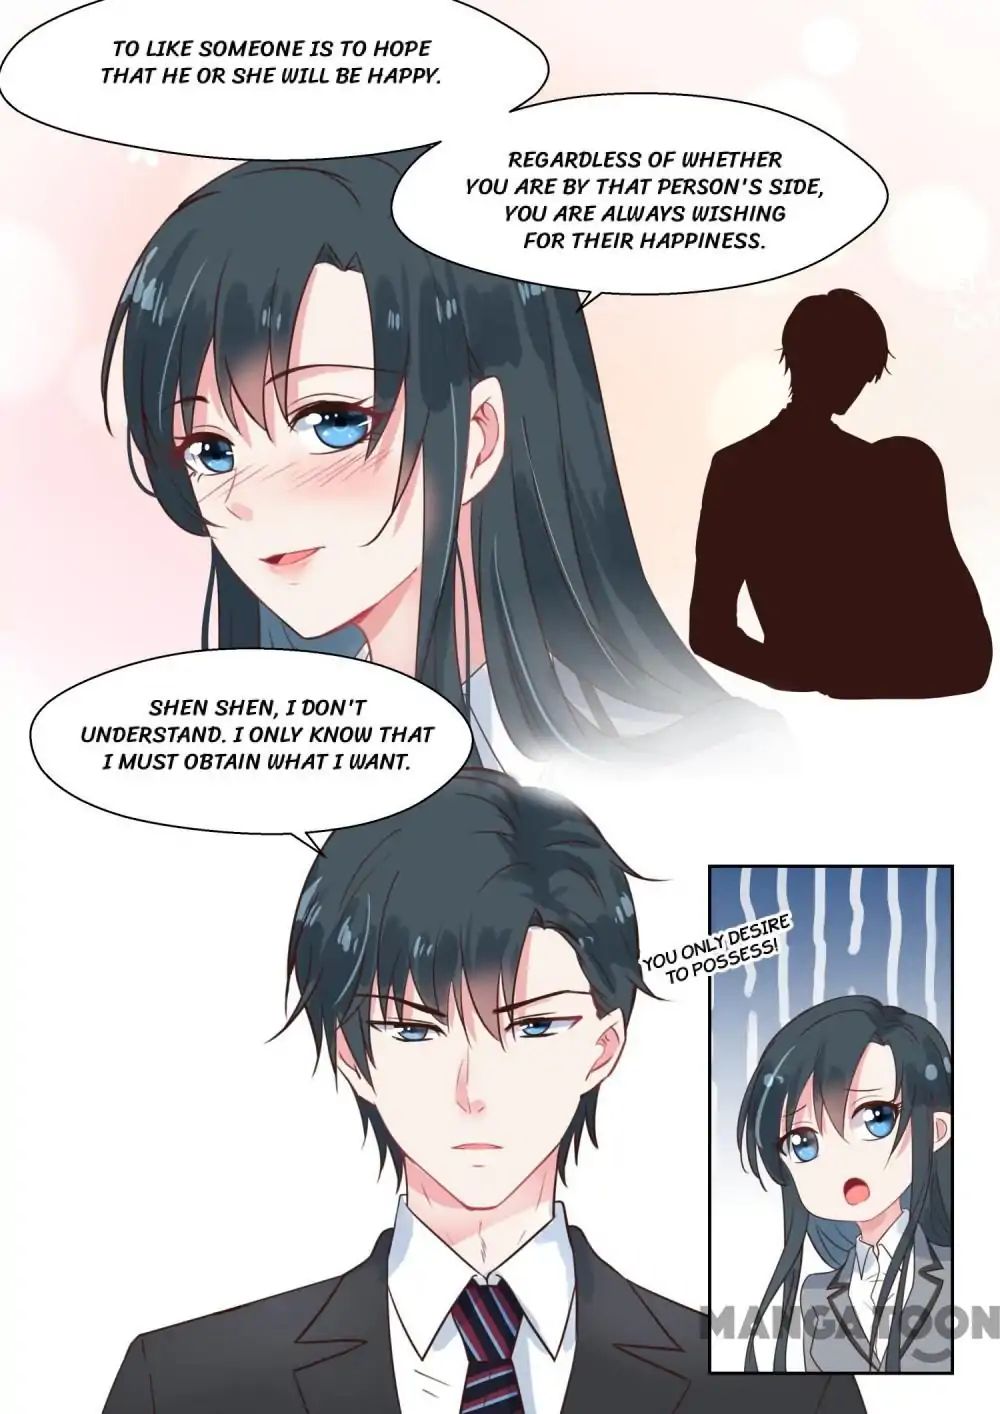 TO LIKE SOMEONE IS TO HOPE
THAT HE OR SHE WILL BE HAPPY.
REGARDLESS OF WHETHER
YOU ARE BY THAT PERSON'S SIDE,
YOU ARE ALWAYS WISHING
FOR THEIR HAPPINESS.
SHEN SHEN, I DON'T
UNDERSTAND. I ONLY KNOW THAT
I MUST OBTAIN WHAT I WANT.
YOU ONLY DESIRE
TO POSSESS!
MANGATOON